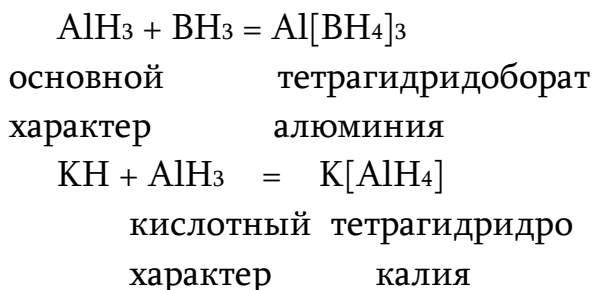 AlH₃ + BH₃ = Al[BH₄]₃
основной тетрагидридоборат
характер алюминия
KH + AlH₃ = K[AlH₄]
кислотный тетрагидридро
характер калия